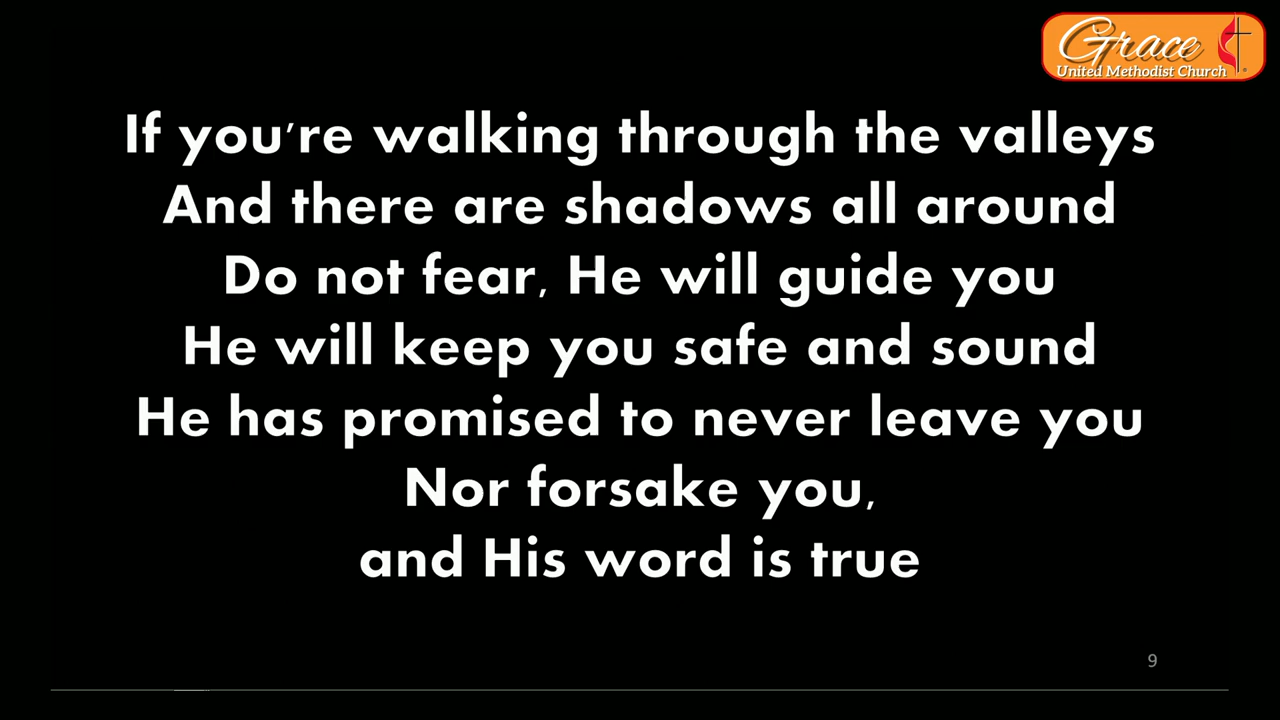 Grace
United Methodist Church
If you're walking through the valleys
And there are shadows all around
Do not fear, He will guide you
He will keep you safe and sound
He has promised to never leave you
Nor forsake you,
and His word is true
9